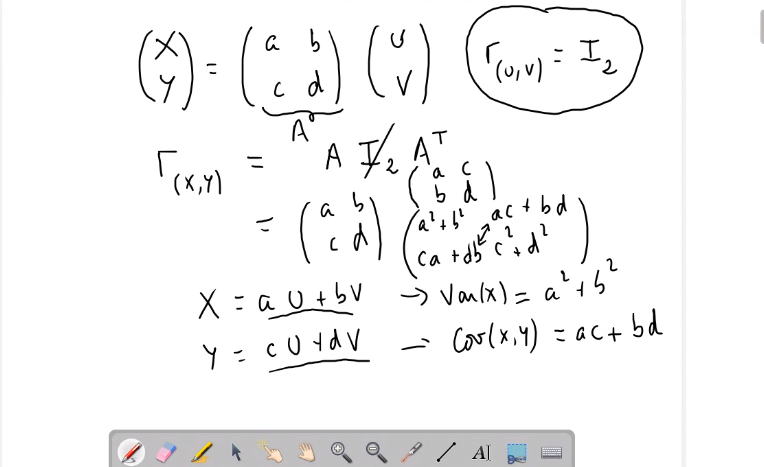 (X Y) = (a b c d) (U V)   Γ(U,V) = I₂
A
Γ(X,Y) = A I₂ Aᵀ
(a c b d)
= (a b c d) (a²+b² ac+bd ca+db c²+d²)
X = aU+bV → Var(X) = a²+b²
Y = cU+dV – Cov(X,Y) = ac+bd
A